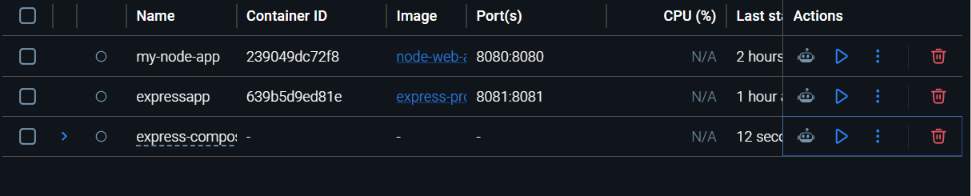 Name Container ID Image Port(s) CPU (%) Last sta Actions
my-node-app 239049dc72f8 node-web-a 8080:8080 N/A 2 hours
expressapp 639b5d9ed81e express-pro 8081:8081 N/A 1 hour a
express-compos - - - N/A 12 seco